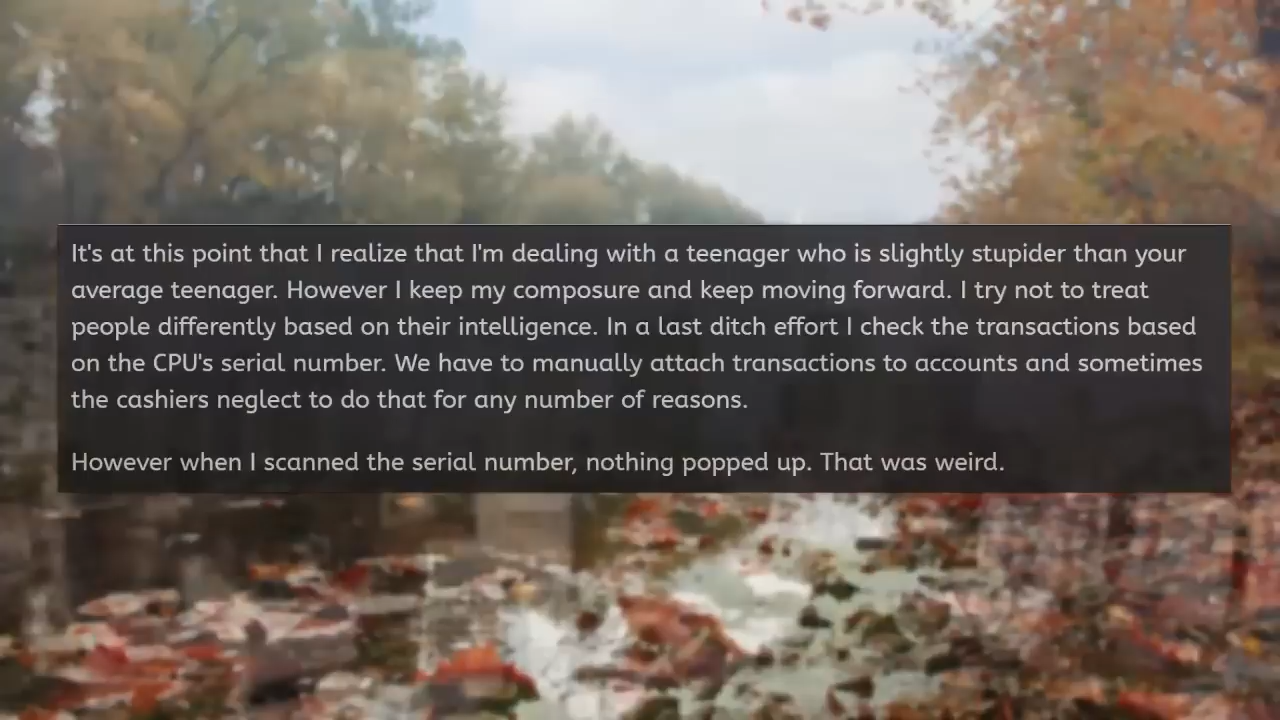 It's at this point that I realize that I'm dealing with a teenager who is slightly stupider than your
average teenager. However I keep my composure and keep moving forward. I try not to treat
people differently based on their intelligence. In a last ditch effort I check the transactions based
on the CPU's serial number. We have to manually attach transactions to accounts and sometimes
the cashiers neglect to do that for any number of reasons.
However when I scanned the serial number, nothing popped up. That was weird.